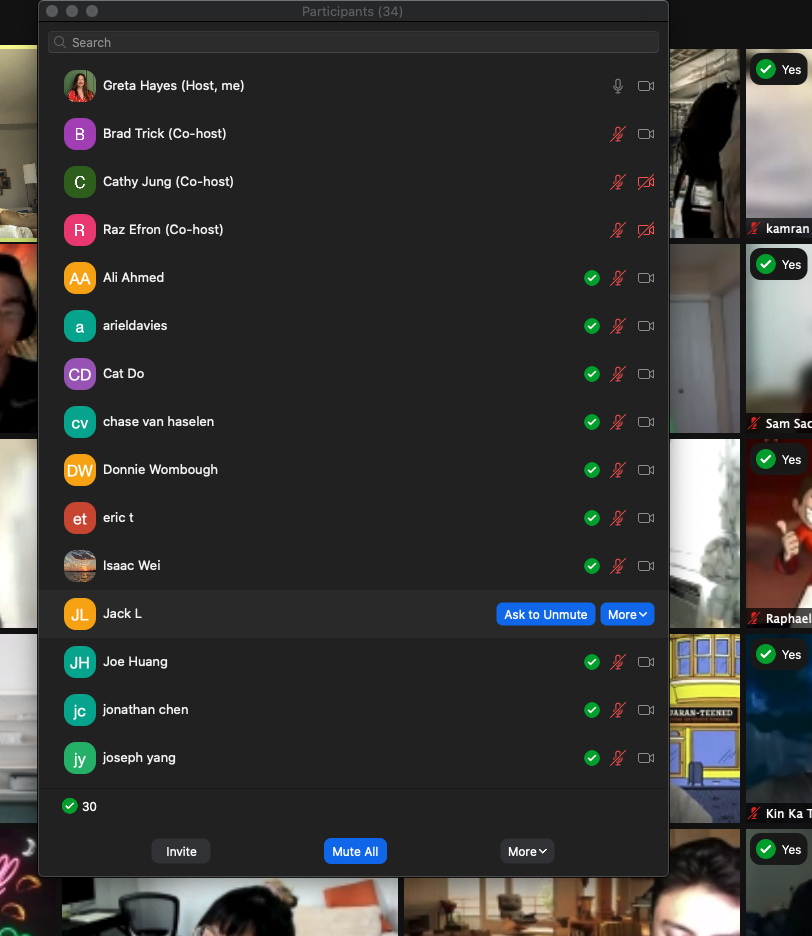 Participants (34)
Search
Greta Hayes (Host, me)
B
Brad Trick (Co-host)
C
Cathy Jung (Co-host)
R
Raz Efron (Co-host)
AA
Ali Ahmed
a
arieldavies
CD
Cat Do
cv
chase van haselen
DW
Donnie Wombough
et
eric t
Isaac Wei
JL
Jack L
Ask to Unmute
More
JH
Joe Huang
jc
jonathan chen
jy
joseph yang
30
Invite
Mute All
More
Yes
kamran
Yes
Sam Sac
Yes
Raphael
ARAN-TEENED
Yes
Kin Ka T
Yes